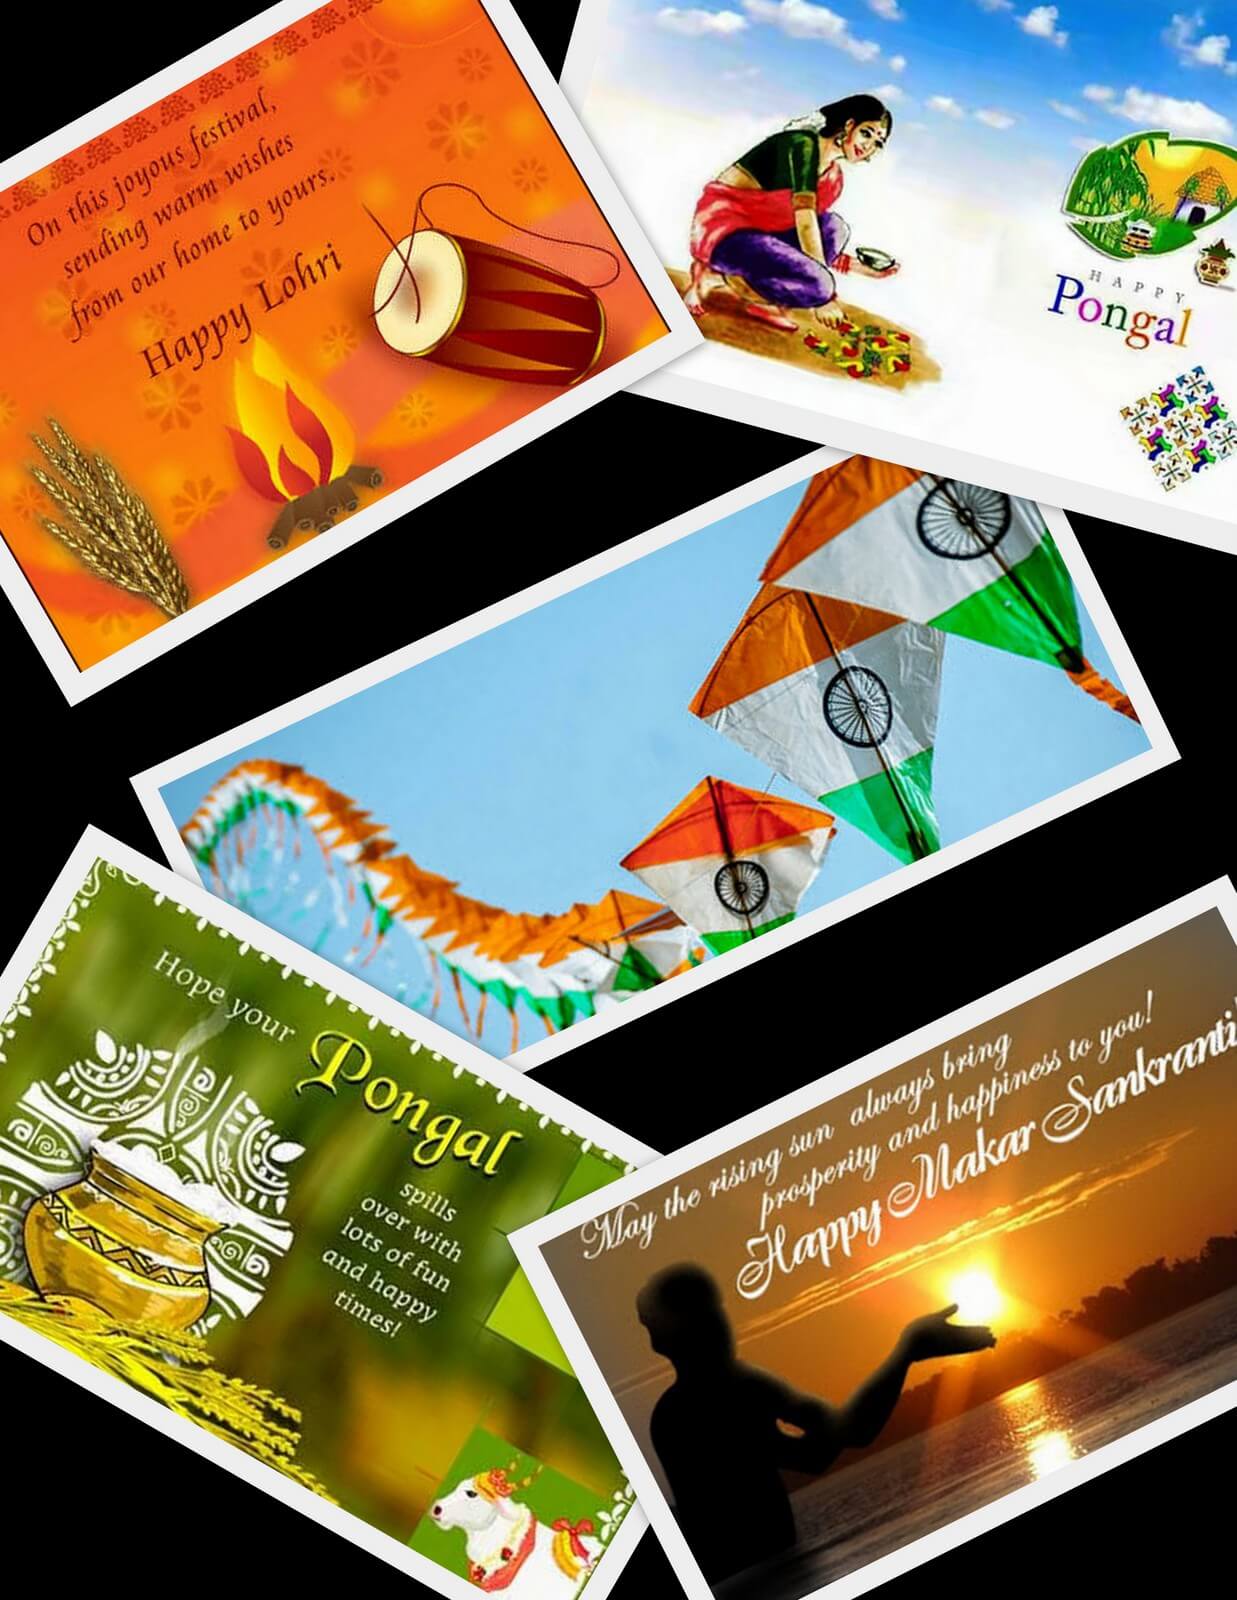 On this joyous festival,
sending warm wishes
from our home to yours.
Happy Lohri
HAPPY
Pongal
Hope your
Pongal
spills
over with
lots of fun
and happy
times!
May the rising sun always bring
prosperity and happiness to you!
Happy Makar Sankranti